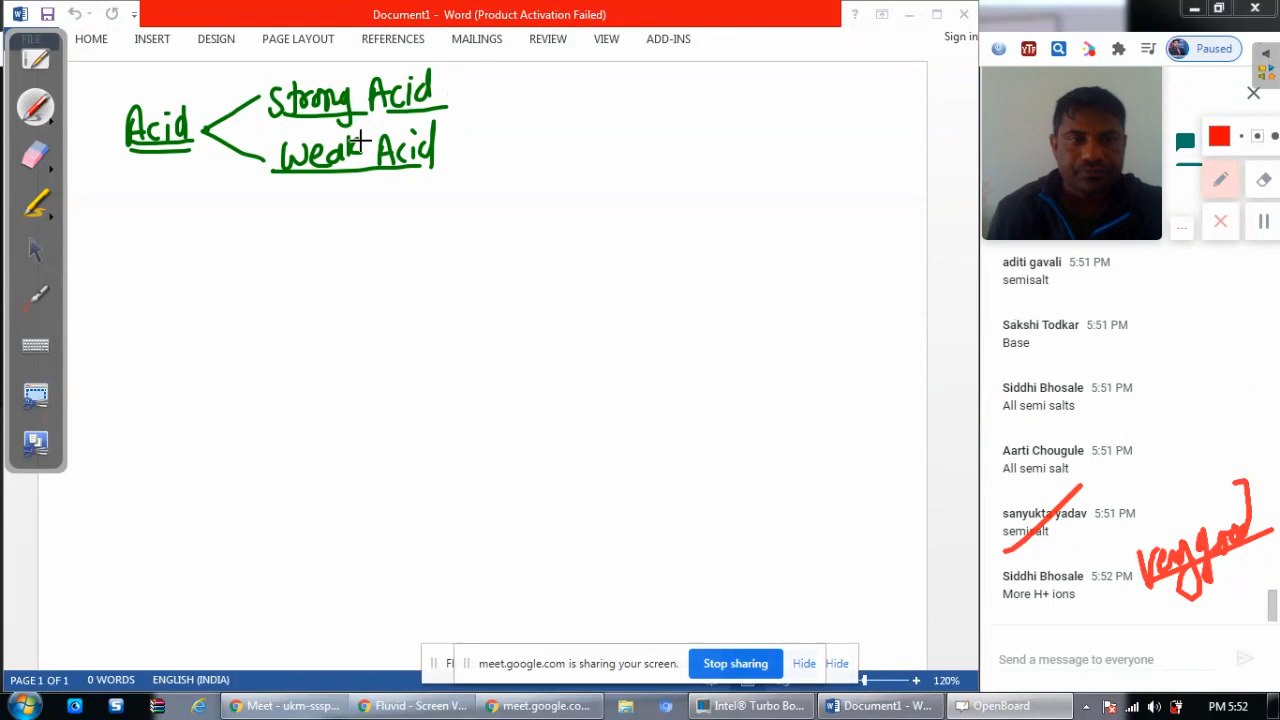 Document1 - Word (Product Activation Failed)
FILE HOME INSERT DESIGN PAGE LAYOUT REFERENCES MAILINGS REVIEW VIEW ADD-INS
Sign in
Paused
Acid
Strong Acid
Weak Acid
aditi gavali 5:51 PM
semisalt
Sakshi Todkar 5:51 PM
Base
Siddhi Bhosale 5:51 PM
All semi salts
Aarti Chougule 5:51 PM
All semi salt
sanyukta yadav 5:51 PM
semisalt
very good
Siddhi Bhosale 5:52 PM
More H+ ions
Send a message to everyone
meet.google.com is sharing your screen.
Stop sharing
Hide
Hide
PAGE 1 OF 1 0 WORDS ENGLISH (INDIA)
120%
Meet - ukm-sssp...
Fluvid - Screen V...
meet.google.com...
Intel® Turbo Bo...
Document1 - W...
OpenBoard
PM 5:52